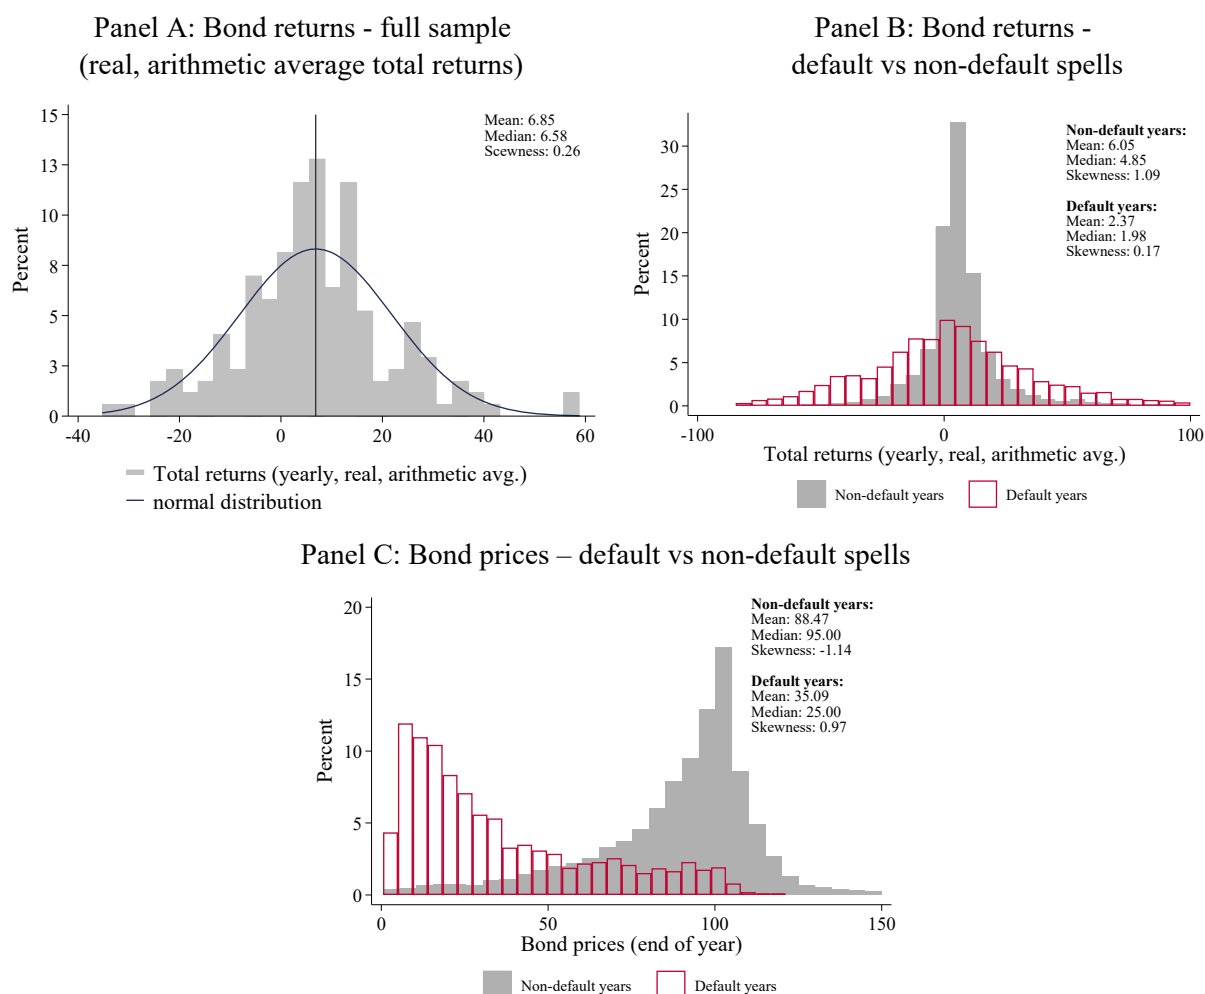 Panel A: Bond returns - full sample
(real, arithmetic average total returns)
15
13
10
8
5
3
0
Percent
Mean: 6.85
Median: 6.58
Scewness: 0.26
-40
-20
0
20
40
60
Total returns (yearly, real, arithmetic avg.)
normal distribution
Panel B: Bond returns -
default vs non-default spells
30
25
20
15
10
5
0
Percent
Non-default years:
Mean: 6.05
Median: 4.85
Skewness: 1.09
Default years:
Mean: 2.37
Median: 1.98
Skewness: 0.17
-100
0
100
Total returns (yearly, real, arithmetic avg.)
Non-default years
Default years
Panel C: Bond prices – default vs non-default spells
20
15
10
5
0
Percent
Non-default years:
Mean: 88.47
Median: 95.00
Skewness: -1.14
Default years:
Mean: 35.09
Median: 25.00
Skewness: 0.97
0
50
100
150
Bond prices (end of year)
Non-default years
Default years